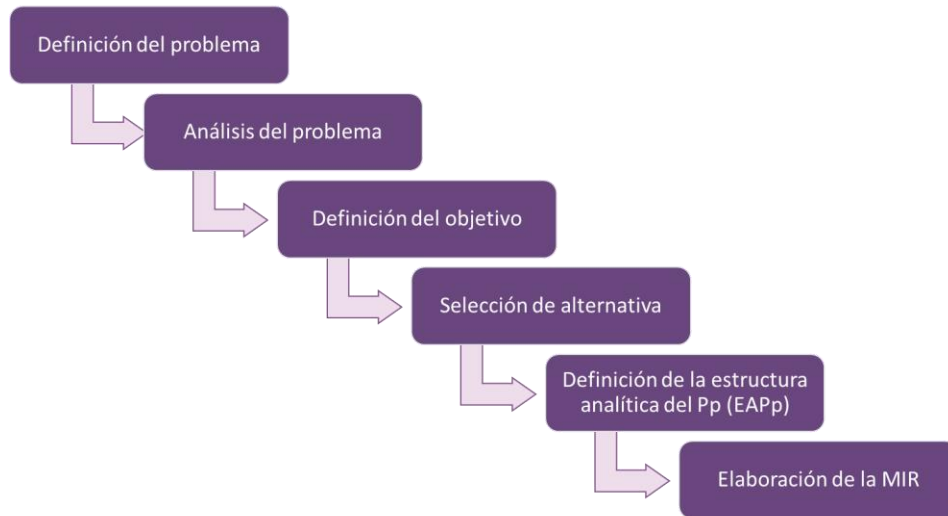 Definición del problema
Análisis del problema
Definición del objetivo
Selección de alternativa
Definición de la estructura
analítica del Pp (EAPp)
Elaboración de la MIR